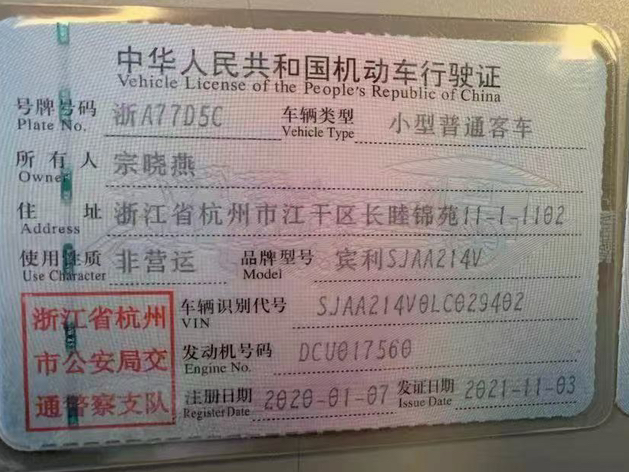 中华人民共和国机动车行驶证
Vehicle License of the People's Republic of China
号牌号码 浙A77D5C 车辆类型 小型普通客车
Plate No. Vehicle Type
所有人 宗晓燕
Owner
住址 浙江省杭州市江干区长睦锦苑11-1-1102
Address
使用性质 非营运 品牌型号 宾利SJAA214V
Use Character Model
浙江省杭州
市公安局交
通警察支队
车辆识别代号 SJAA214V0LC029402
VIN
发动机号码 DCU017560
Engine No.
注册日期 2020-01-07 发证日期 2021-11-03
Register Date Issue Date